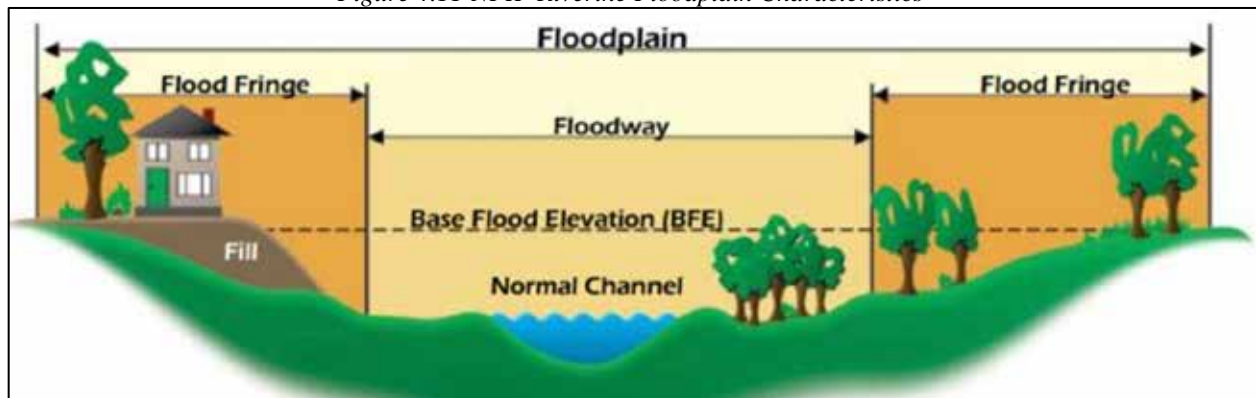 Floodplain
Flood Fringe
Flood Fringe
Floodway
Base Flood Elevation (BFE)
Fill
Normal Channel